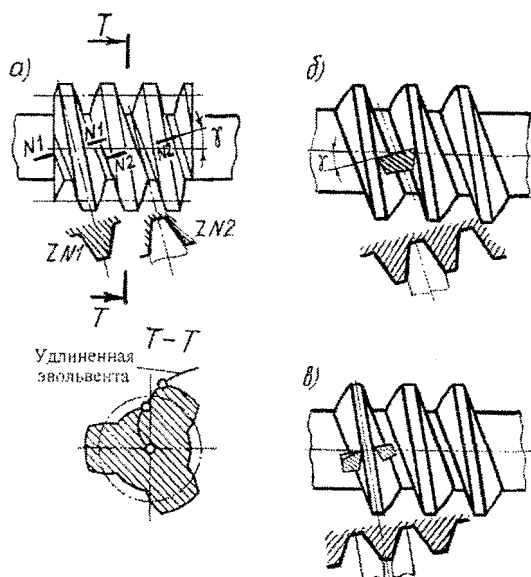 T
а)
б)
N1
N1
N2
N2
γ
γ
ZN1
ZN2
T
T-T
Удлиненная
эвольвента
в)